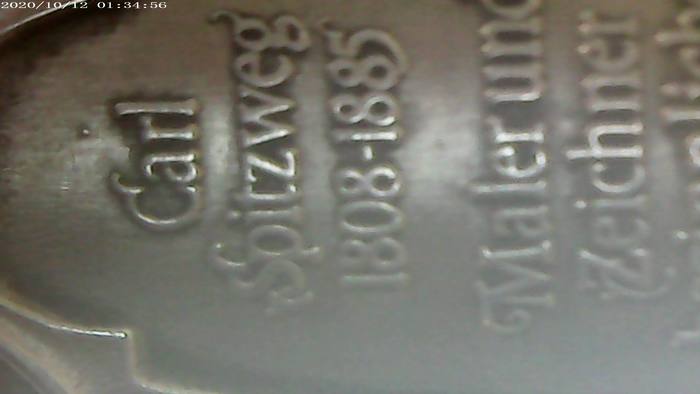 2020/10/12 01:34:56
Carl
Spitzweg
1808-1885
Maler und
Zeichner